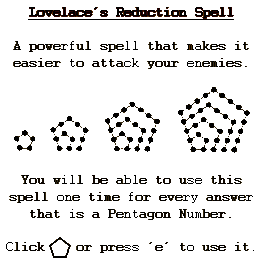 Lovelace's Reduction Spell
A powerful spell that makes it
easier to attack your enemies.
You will be able to use this
spell one time for every answer
that is a Pentagon Number.
Click or press 'e' to use it.